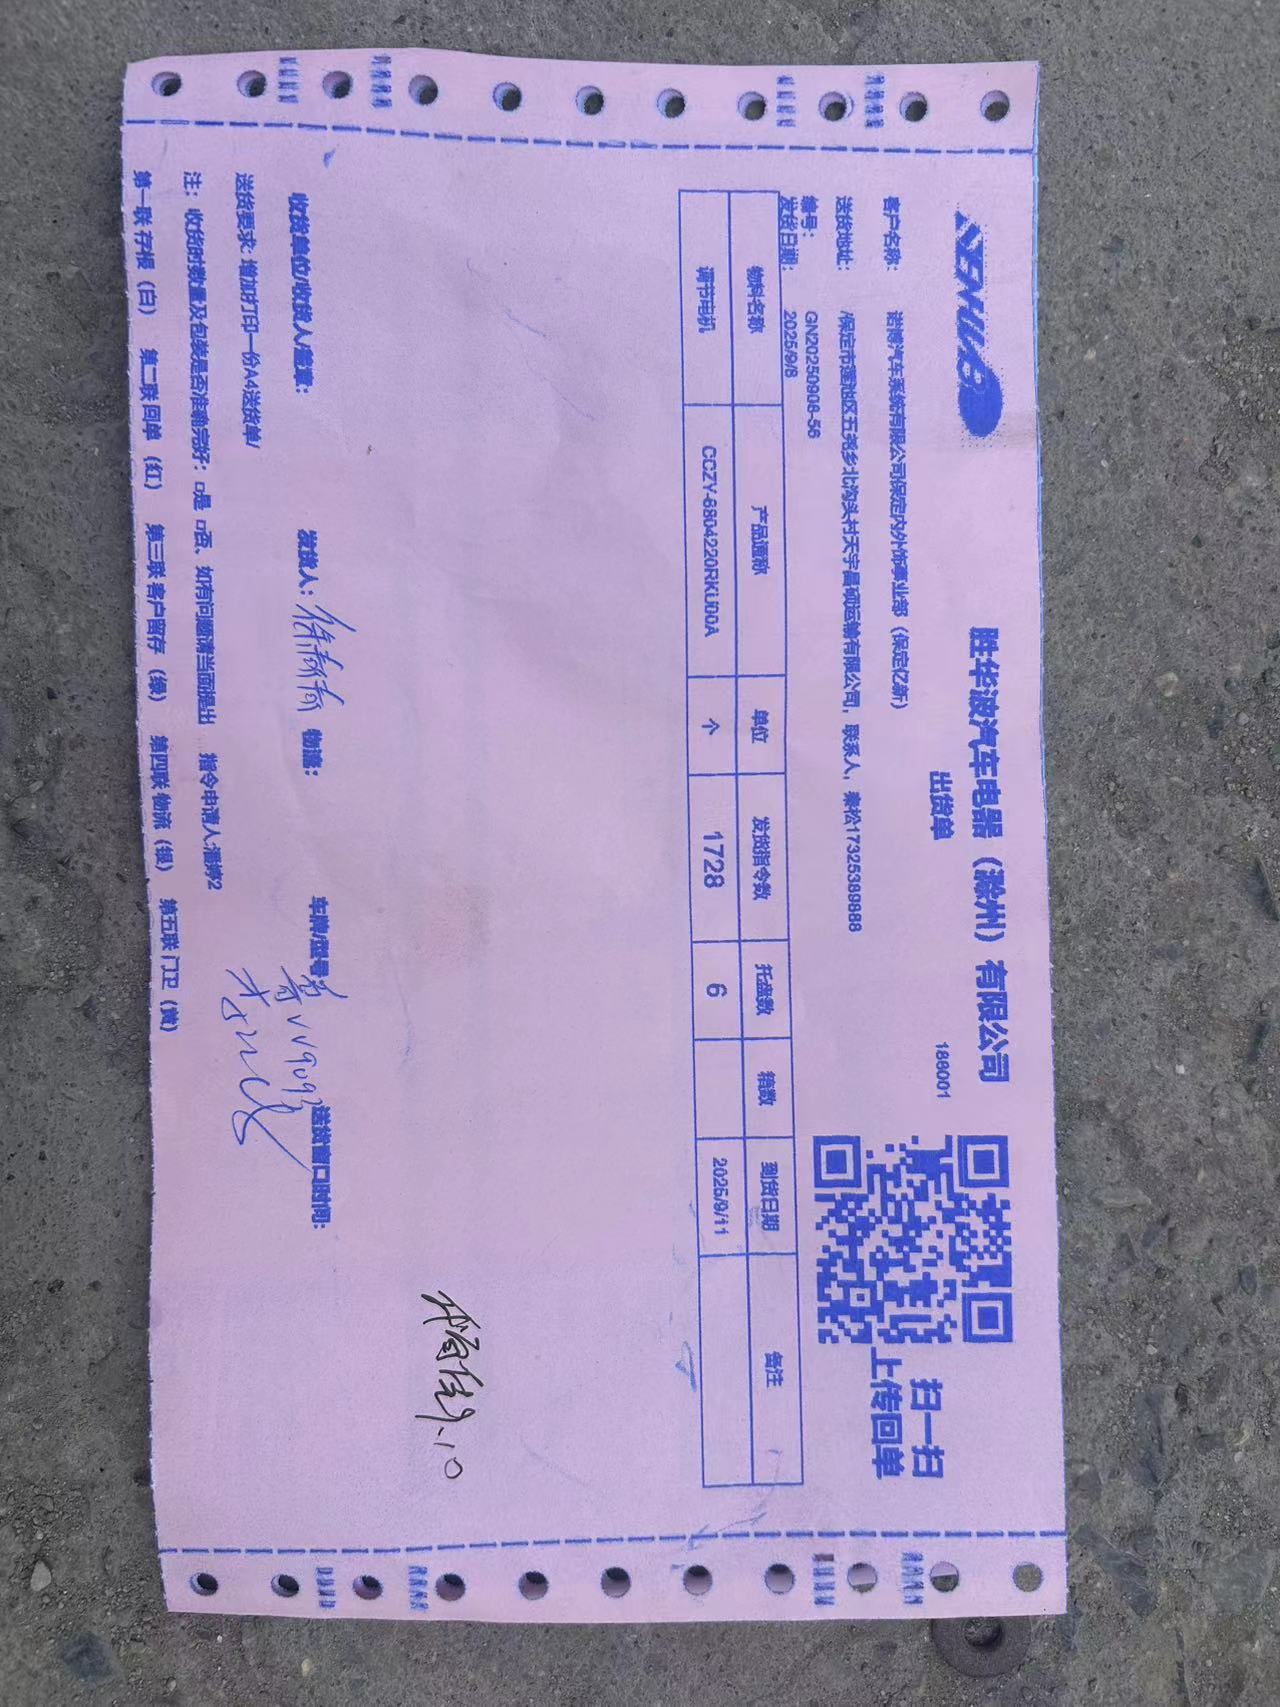 胜华波汽车电器（滁州）有限公司
出货单
186001
扫一扫
上传回单
客户名称： 诺博汽车系统有限公司保定内外饰事业部（保定亿新）
送货地址： /保定市莲池区五尧乡北沟头村天宇昌硕运输有限公司，联系人，秦松17325389888
编号： GN20250908-56
发货日期： 2025/9/8
物料名称 产品通称 单位 发货指令数 托盘数 箱数 到货日期 备注
调节电机 CCZY-6804220RKU00A 个 1728 6 2025/9/11
9.10
收货单位/收货人/盖章： 发货人： 物流： 车牌/型号： V9093 送货窗口时间：
送货要求: 增加打印一份A4送货单/
注： 收货时数量及包装是否准确完好：□是 □否、如有问题请当面提出 指令申请人:潘婷2
第一联 存根（白） 第二联 回单（红） 第三联 客户留存（绿） 第四联 物流（银） 第五联 门卫（黄）